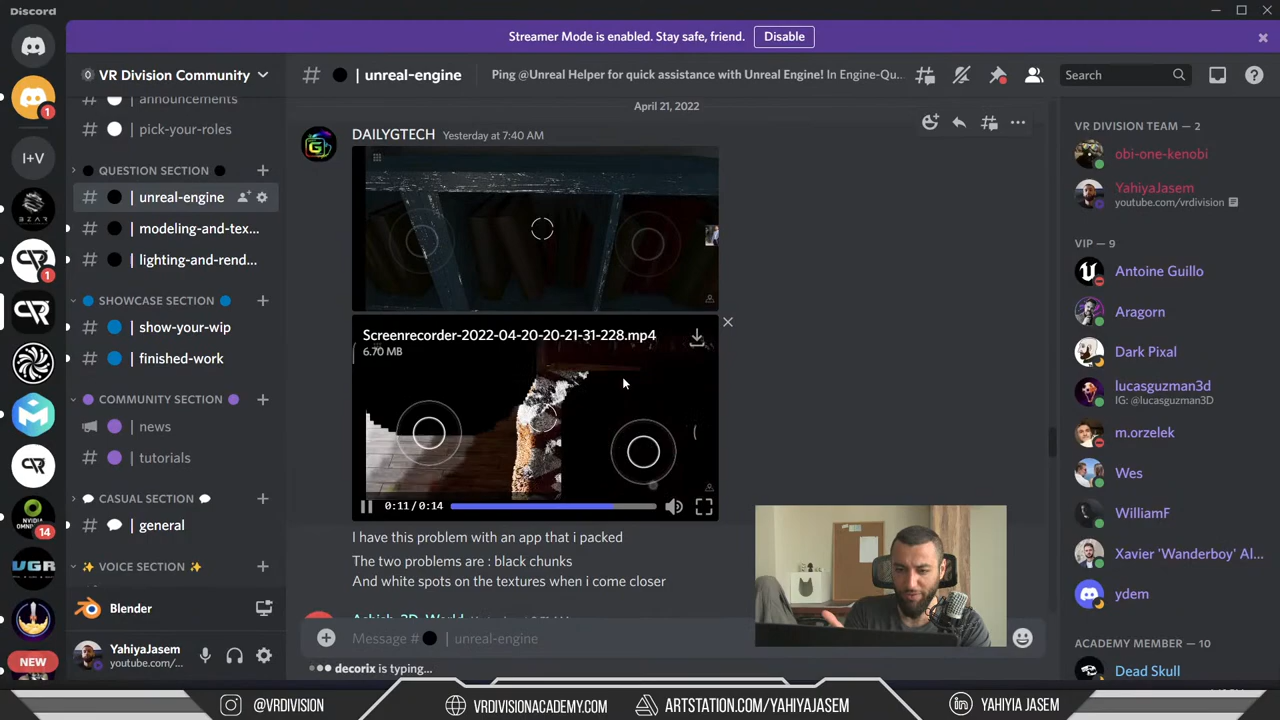 Discord
Streamer Mode is enabled. Stay safe, friend.
Disable
VR Division Community
| unreal-engine
Ping @Unreal Helper for quick assistance with Unreal Engine! In Engine-Qu...
Search
announcements
pick-your-roles
QUESTION SECTION
| unreal-engine
| modeling-and-tex...
| lighting-and-rend...
SHOWCASE SECTION
| show-your-wip
| finished-work
COMMUNITY SECTION
| news
| tutorials
CASUAL SECTION
| general
VOICE SECTION
Blender
YahiyaJasem
youtube.com/...
1
I+V
1
14
UGR
NEW
April 21, 2022
DAILYGTECH Yesterday at 7:40 AM
Screenrecorder-2022-04-20-20-21-31-228.mp4
6.70 MB
0:11 / 0:14
I have this problem with an app that i packed
The two problems are : black chunks
And white spots on the textures when i come closer
Message # | unreal-engine
decorix is typing...
VR DIVISION TEAM — 2
obi-one-kenobi
YahiyaJasem
youtube.com/vrdivision
VIP — 9
Antoine Guillo
Aragorn
Dark Pixal
lucasguzman3d
IG: @lucasguzman3d
m.orzelek
Wes
WilliamF
Xavier 'Wanderboy' Al...
ydem
ACADEMY MEMBER — 10
Dead Skull
@VRDIVISION
VRDIVISIONACADEMY.COM
ARTSTATION.COM/YAHIYAJASEM
YAHIYIA JASEM